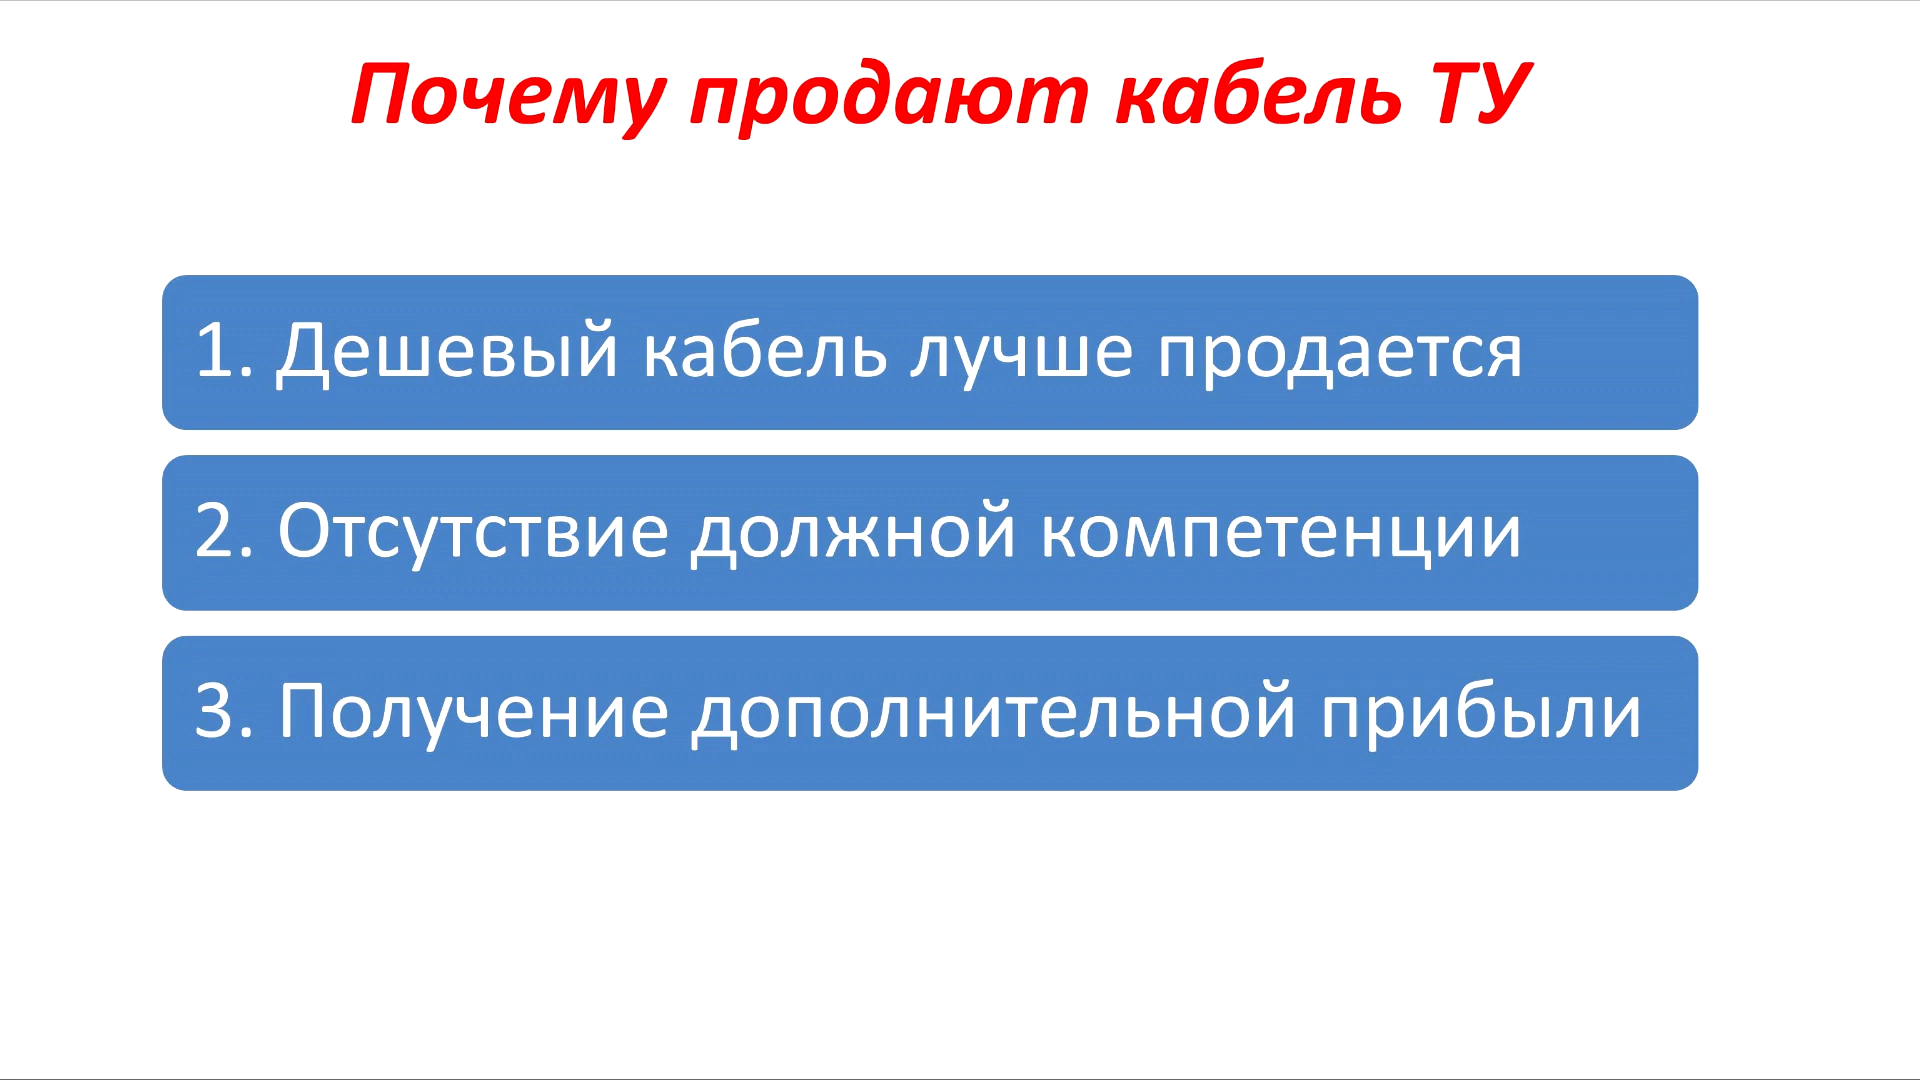 Почему продают кабель ТУ
1. Дешевый кабель лучше продается
2. Отсутствие должной компетенции
3. Получение дополнительной прибыли